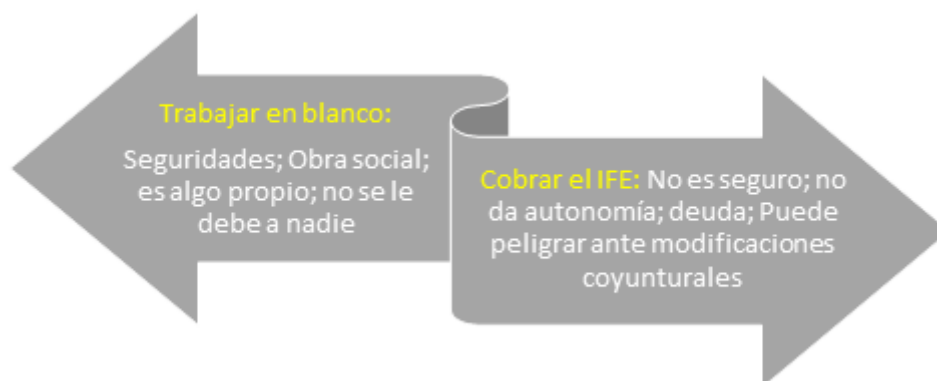 Trabajar en blanco:
Seguridades; Obra social;
es algo propio; no se le
debe a nadie
Cobrar el IFE: No es seguro; no
da autonomía; deuda; Puede
peligrar ante modificaciones
coyunturales